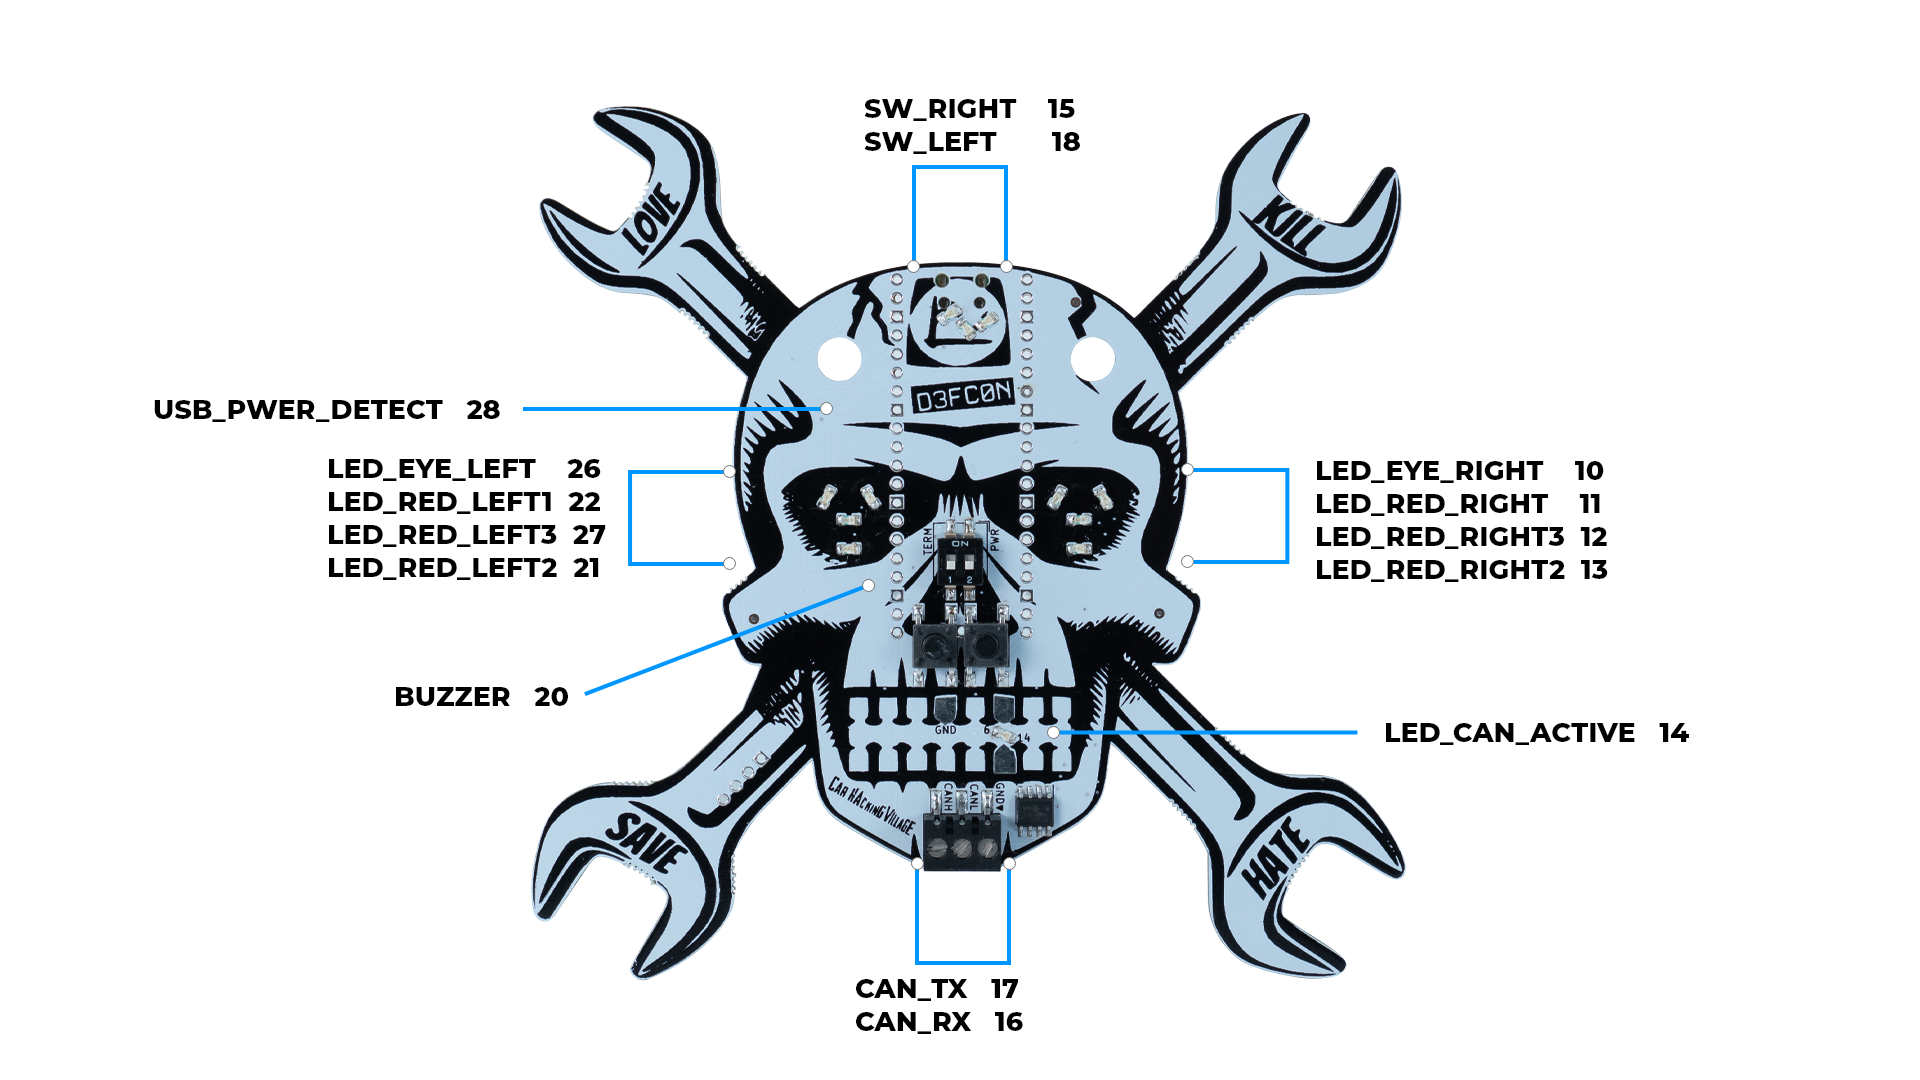 SW_RIGHT 15
SW_LEFT 18
LOVE
KILL
D3FC0N
USB_PWER_DETECT 28
LED_EYE_LEFT 26
LED_RED_LEFT1 22
LED_RED_LEFT3 27
LED_RED_LEFT2 21
LED_EYE_RIGHT 10
LED_RED_RIGHT 11
LED_RED_RIGHT3 12
LED_RED_RIGHT2 13
TERM
ON
PWR
1 2
BUZZER 20
GND 6 14
LED_CAN_ACTIVE 14
CAR HACKING VILLAGE
CANH
CANL
GND
SAVE
HATE
CAN_TX 17
CAN_RX 16